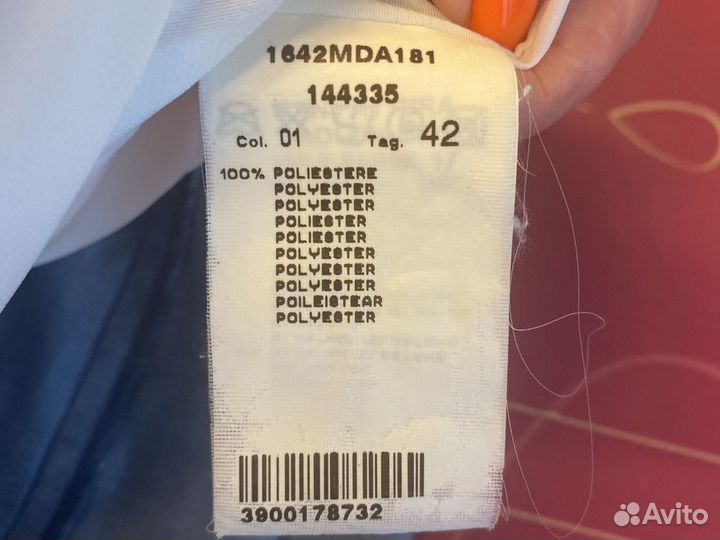 1642MDA181
144335
Col. 01 Tag. 42
100% POLIESTERE
POLYESTER
POLYESTER
POLIESTER
POLIESTER
POLYESTER
POLYESTER
POLYESTER
POILEISTEAR
POLYESTER
3900178732
Avito